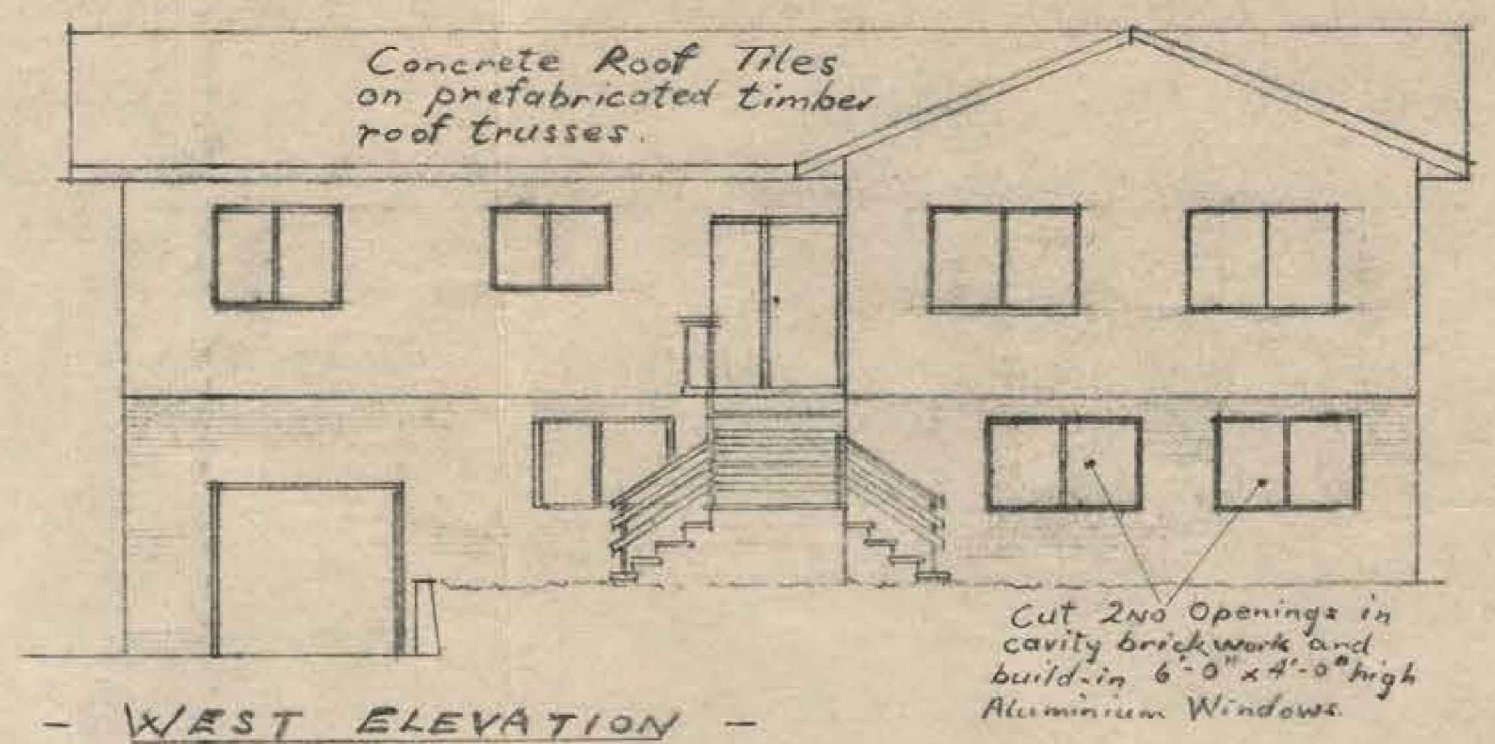 Concrete Roof Tiles
on prefabricated timber
roof trusses.
Cut 2NO Openings in
cavity brickwork and
build-in 6'-0" x 4'-0" high
Aluminium Windows.
- WEST ELEVATION -